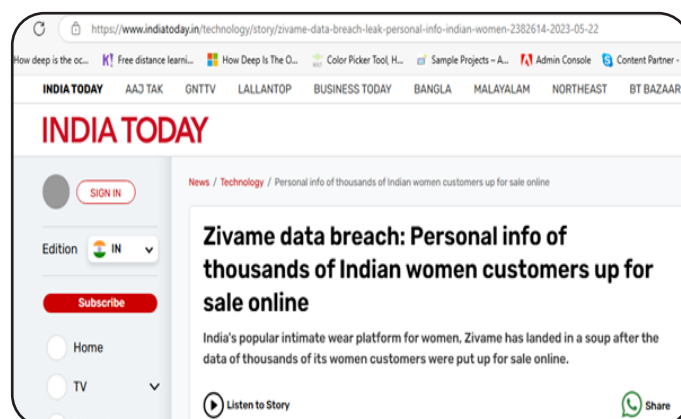 https://www.indiatoday.in/technology/story/zivame-data-breach-leak-personal-info-indian-women-2382614-2023-05-22
How deep is the oc... K! Free distance learni... How Deep Is The O... Color Picker Tool, H... Sample Projects – A... Admin Console Content Partner -
INDIA TODAY AAJ TAK GNTTV LALLANTOP BUSINESS TODAY BANGLA MALAYALAM NORTHEAST BT BAZAAR
INDIA TODAY
SIGN IN
News / Technology / Personal info of thousands of Indian women customers up for sale online
Edition IN
Zivame data breach: Personal info of
thousands of Indian women customers up for
sale online
Subscribe
India's popular intimate wear platform for women, Zivame has landed in a soup after the
data of thousands of its women customers were put up for sale online.
Home
TV
Listen to Story
Share